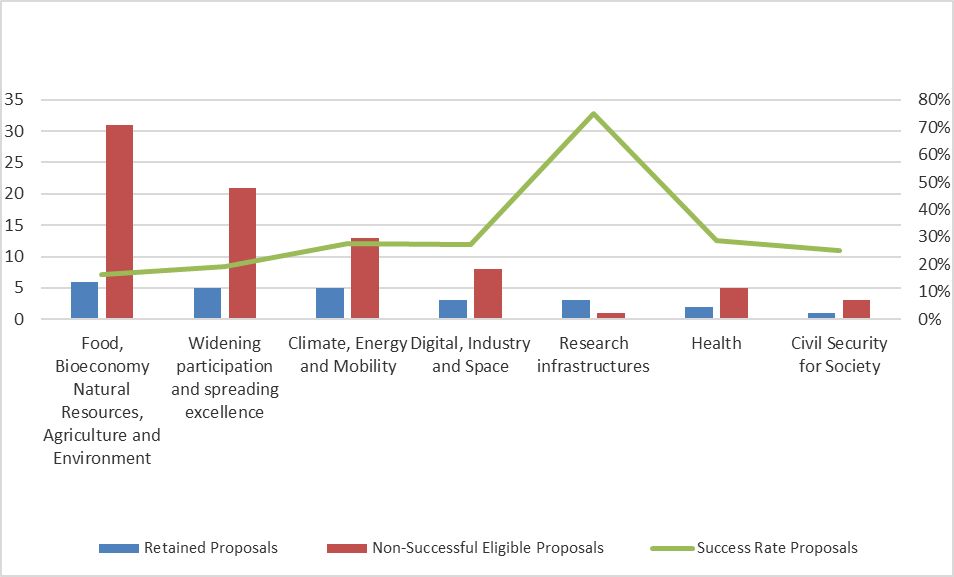 35
30
25
20
15
10
5
0
80%
70%
60%
50%
40%
30%
20%
10%
0%
Food,
Bioeconomy
Natural
Resources,
Agriculture and
Environment
Widening
participation
and spreading
excellence
Climate, Energy
and Mobility
Digital, Industry
and Space
Research
infrastructures
Health
Civil Security
for Society
Retained Proposals
Non-Successful Eligible Proposals
Success Rate Proposals